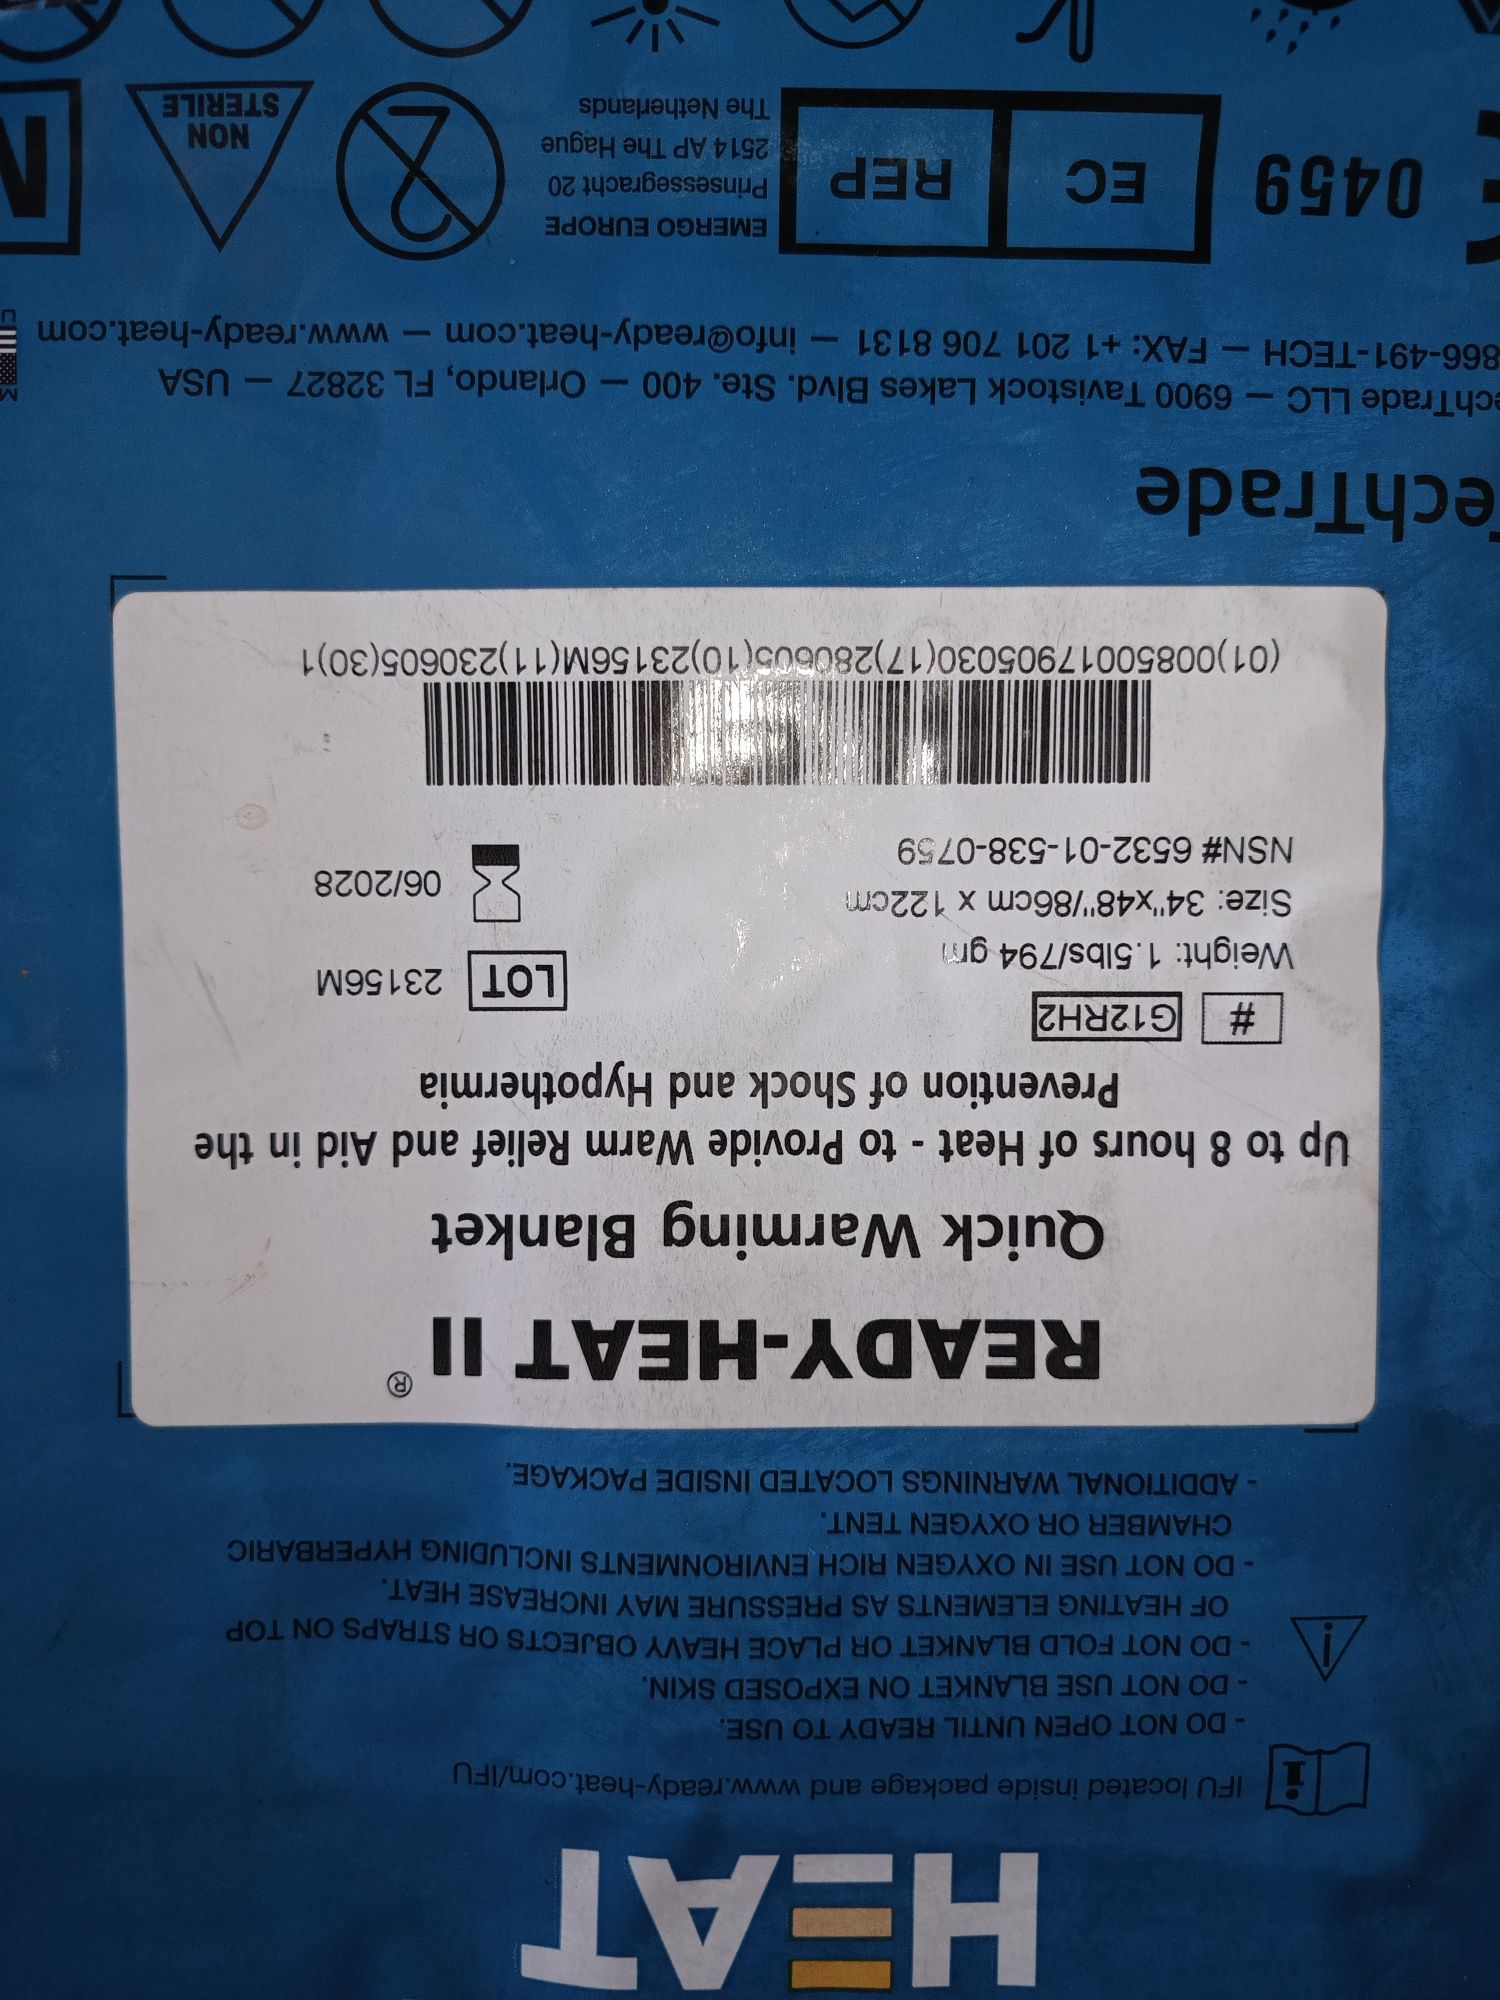 HEAT
IFU located inside package and www.ready-heat.com/IFU
- DO NOT OPEN UNTIL READY TO USE.
- DO NOT USE BLANKET ON EXPOSED SKIN.
- DO NOT FOLD BLANKET OR PLACE HEAVY OBJECTS OR STRAPS ON TOP
OF HEATING ELEMENTS AS PRESSURE MAY INCREASE HEAT.
- DO NOT USE IN OXYGEN RICH ENVIRONMENTS INCLUDING HYPERBARIC
CHAMBER OR OXYGEN TENT.
- ADDITIONAL WARNINGS LOCATED INSIDE PACKAGE.
READY-HEAT II ®
Quick Warming Blanket
Up to 8 hours of Heat - to Provide Warm Relief and Aid in the
Prevention of Shock and Hypothermia
# G12RH2
LOT 23156M
Weight: 1.5lbs/794 gm
Size: 34"x48"/86cm x 122cm
06/2028
NSN# 6532-01-538-0759
(01)00850017905030(17)280605(10)23156M(11)230605(30)1
echTrade
echTrade LLC – 6900 Tavistock Lakes Blvd. Ste. 400 – Orlando, FL 32827 – USA
866-491-TECH – FAX: +1 201 706 8131 – info@ready-heat.com – www.ready-heat.com
0459
EC REP
EMERGO EUROPE
Prinsessegracht 20
2514 AP The Hague
The Netherlands
2
NON
STERILE